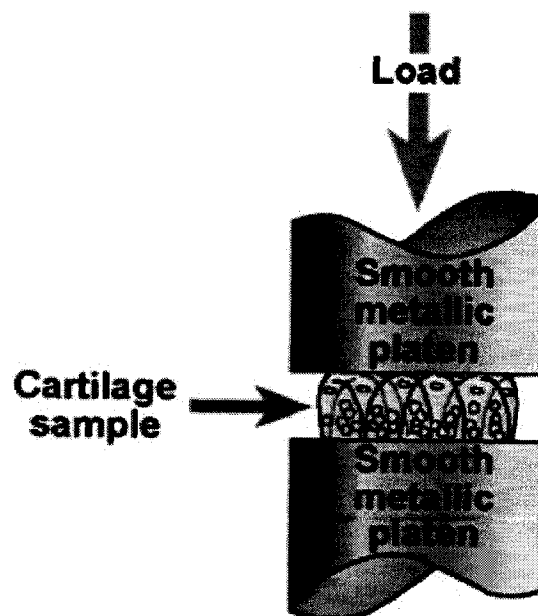 Load
Smooth
metallic
platen
Cartilage
sample
Smooth
metallic
platen